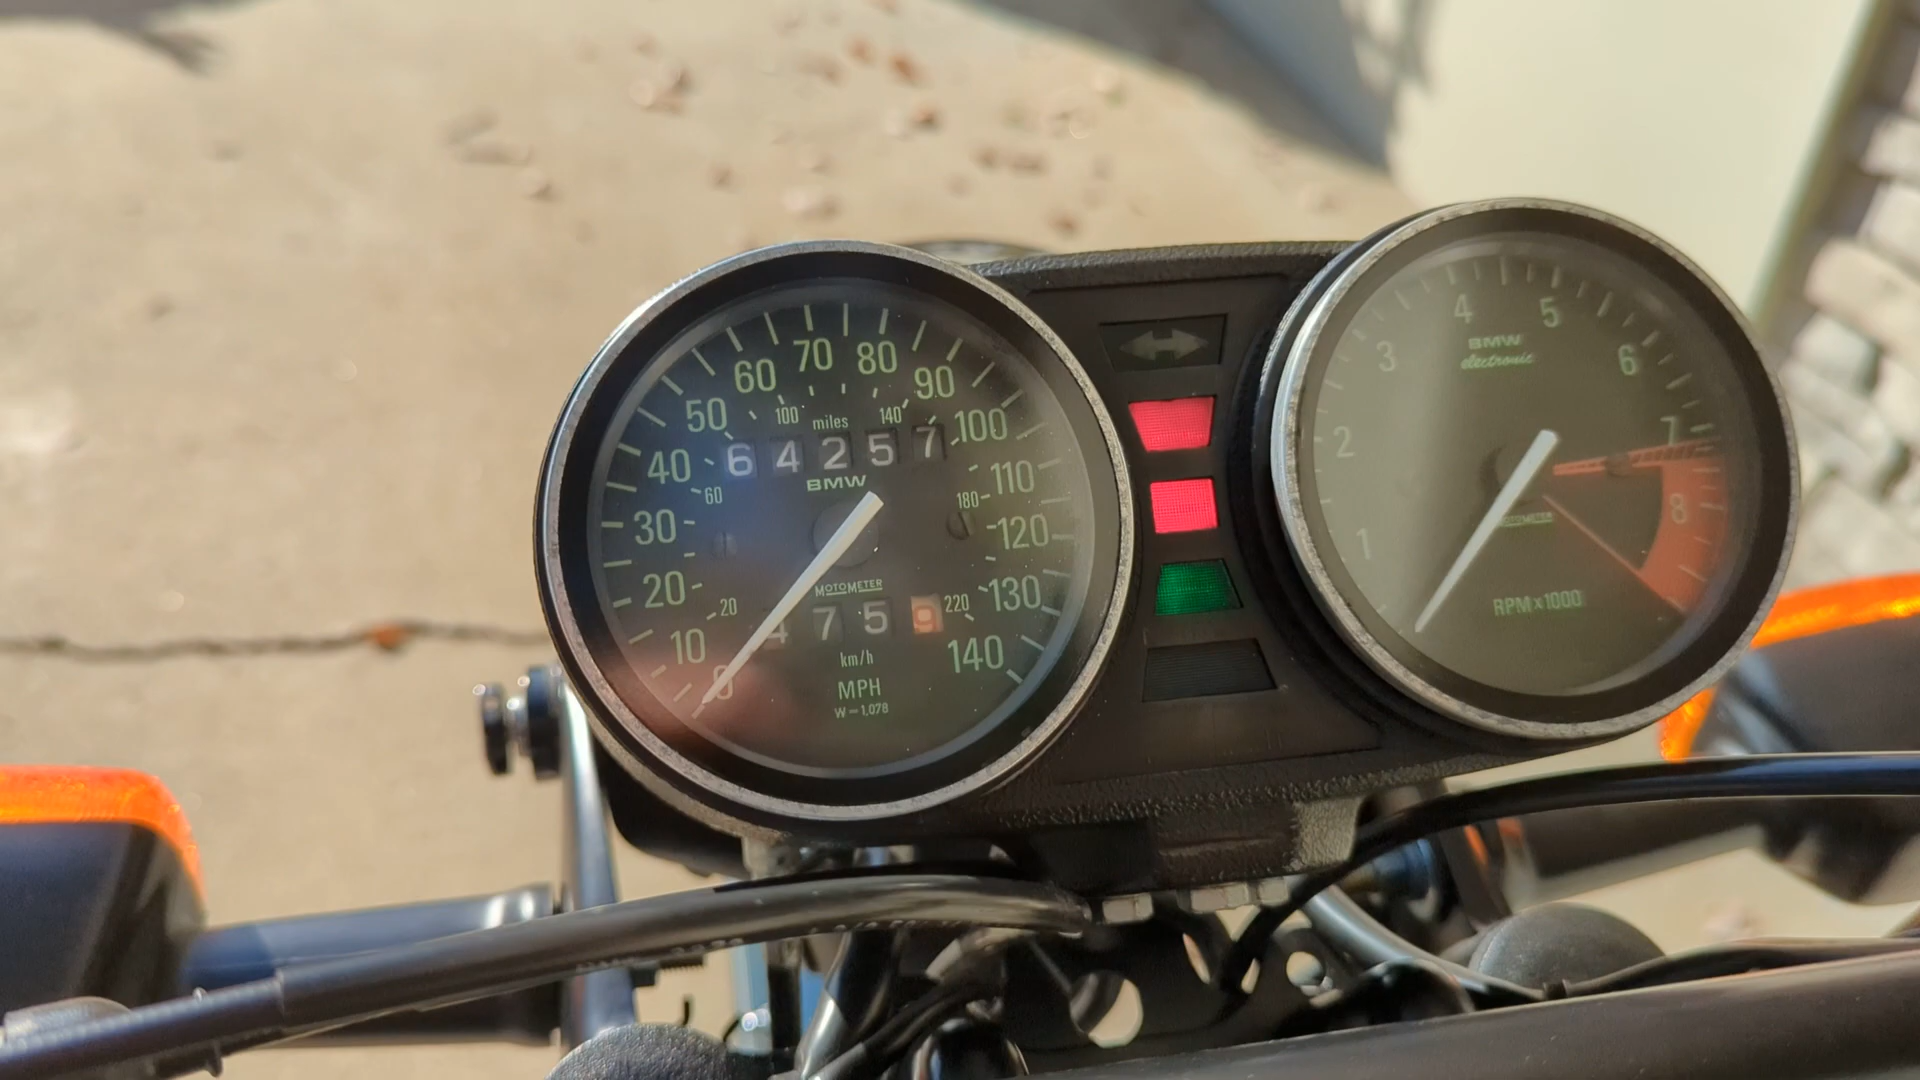 10 20 30 40 50 60 70 80 90 100 110 120 130 140
20 60 100 140 180 220
miles
6 4 2 5 7
BMW
MOTOMETER
4 7 5 9
km/h
MPH
W = 1,078
0
1 2 3 4 5 6 7 8
BMW
electronic
MOTOMETER
RPM x 1000